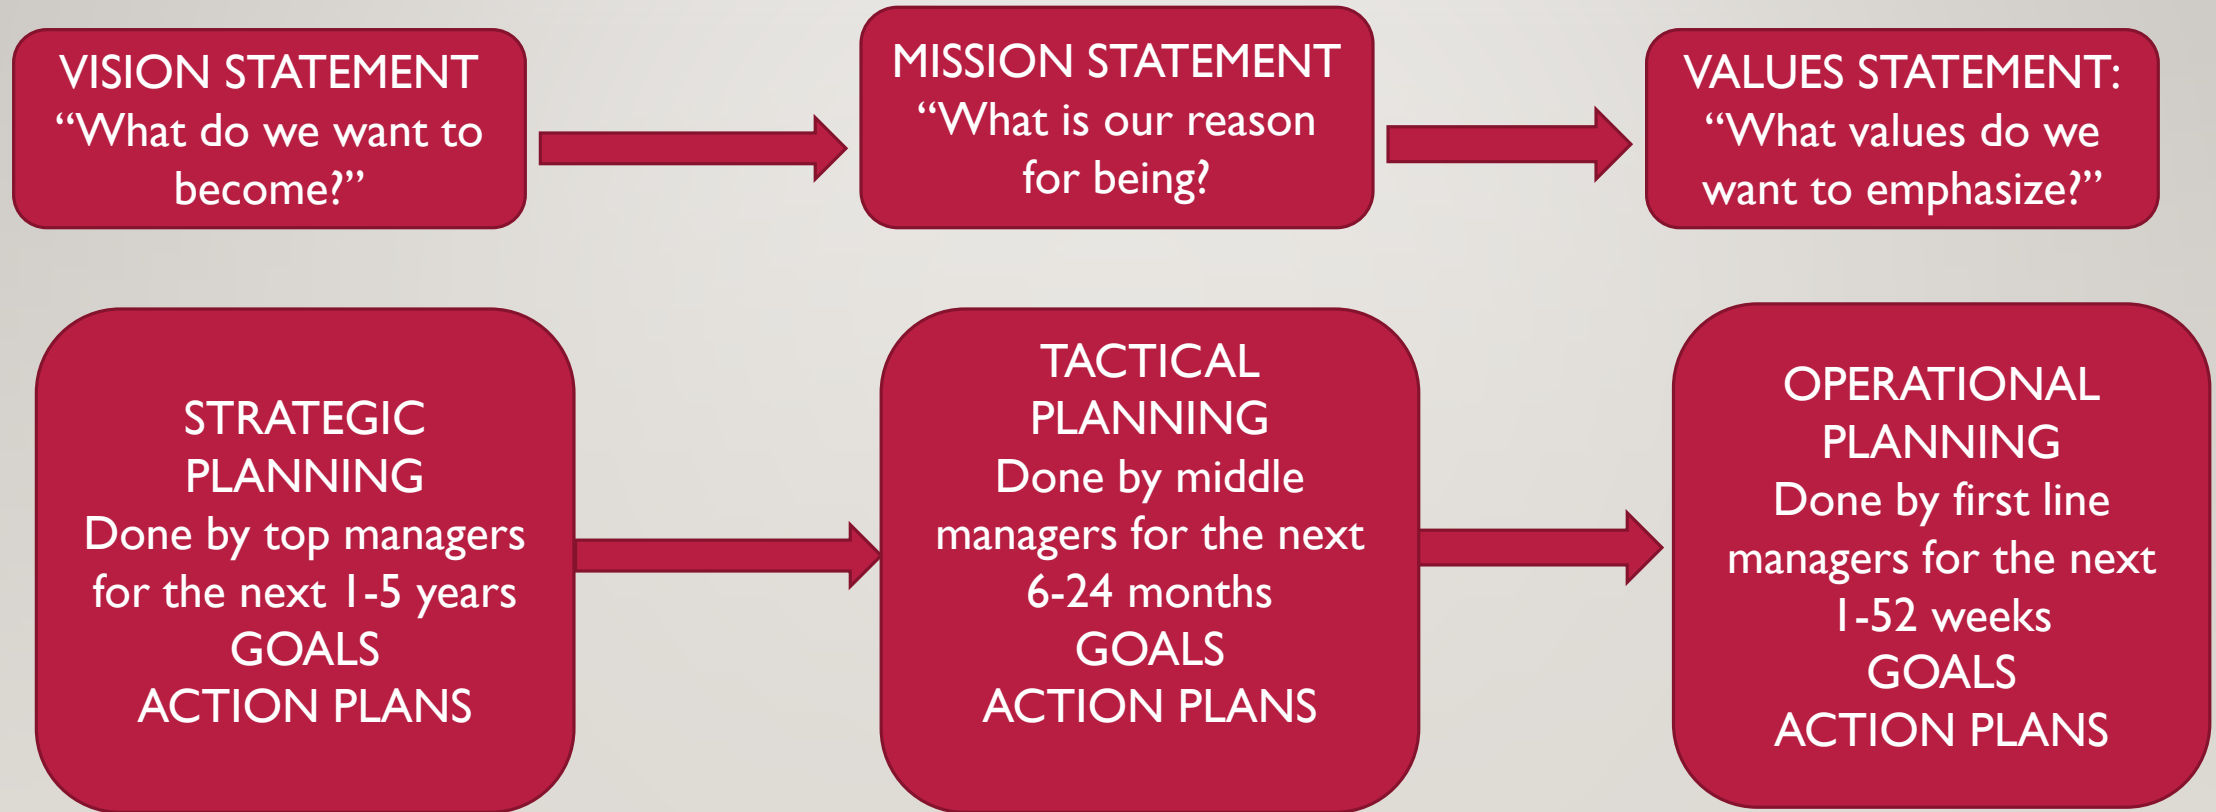 VISION STATEMENT
“What do we want to
become?”
MISSION STATEMENT
“What is our reason
for being?
VALUES STATEMENT:
“What values do we
want to emphasize?”
STRATEGIC
PLANNING
Done by top managers
for the next 1-5 years
GOALS
ACTION PLANS
TACTICAL
PLANNING
Done by middle
managers for the next
6-24 months
GOALS
ACTION PLANS
OPERATIONAL
PLANNING
Done by first line
managers for the next
1-52 weeks
GOALS
ACTION PLANS